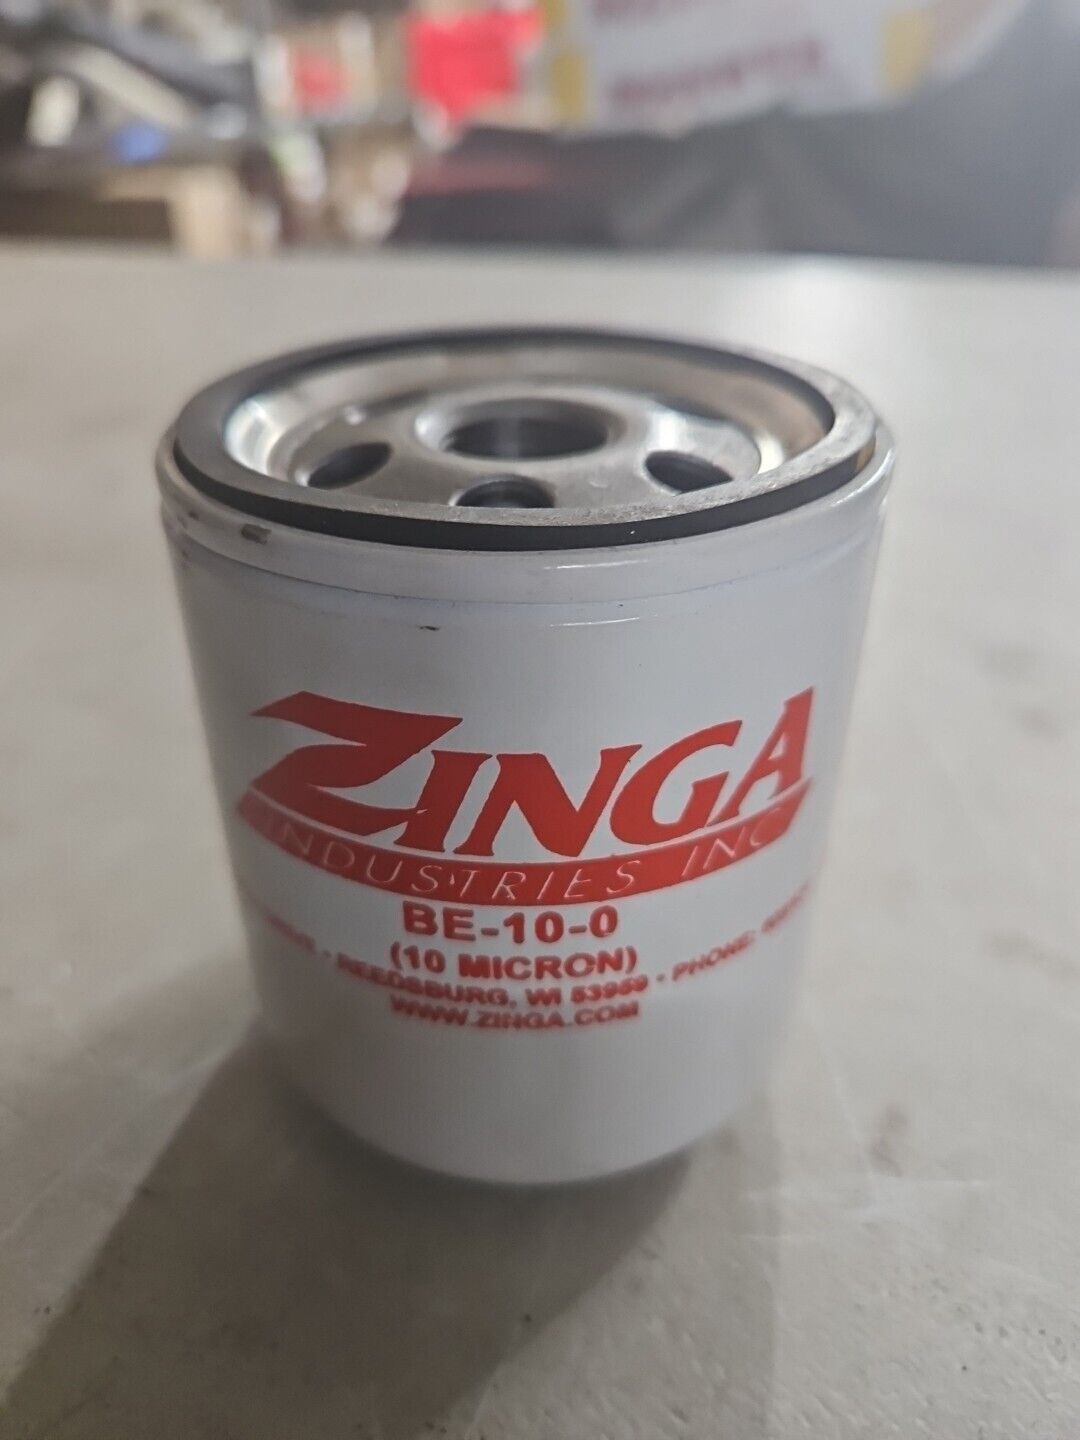 ZINGA
INDUSTRIES INC
BE-10-0
(10 MICRON)
- REEDSBURG, WI 53959 - PHONE:
WWW.ZINGA.COM